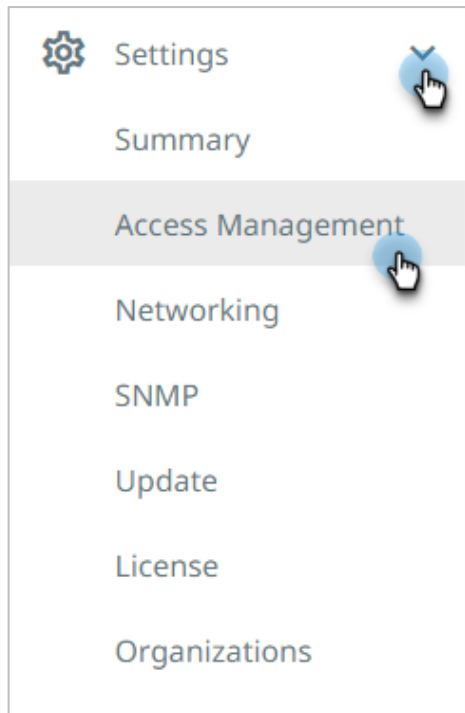 Settings
Summary
Access Management
Networking
SNMP
Update
License
Organizations